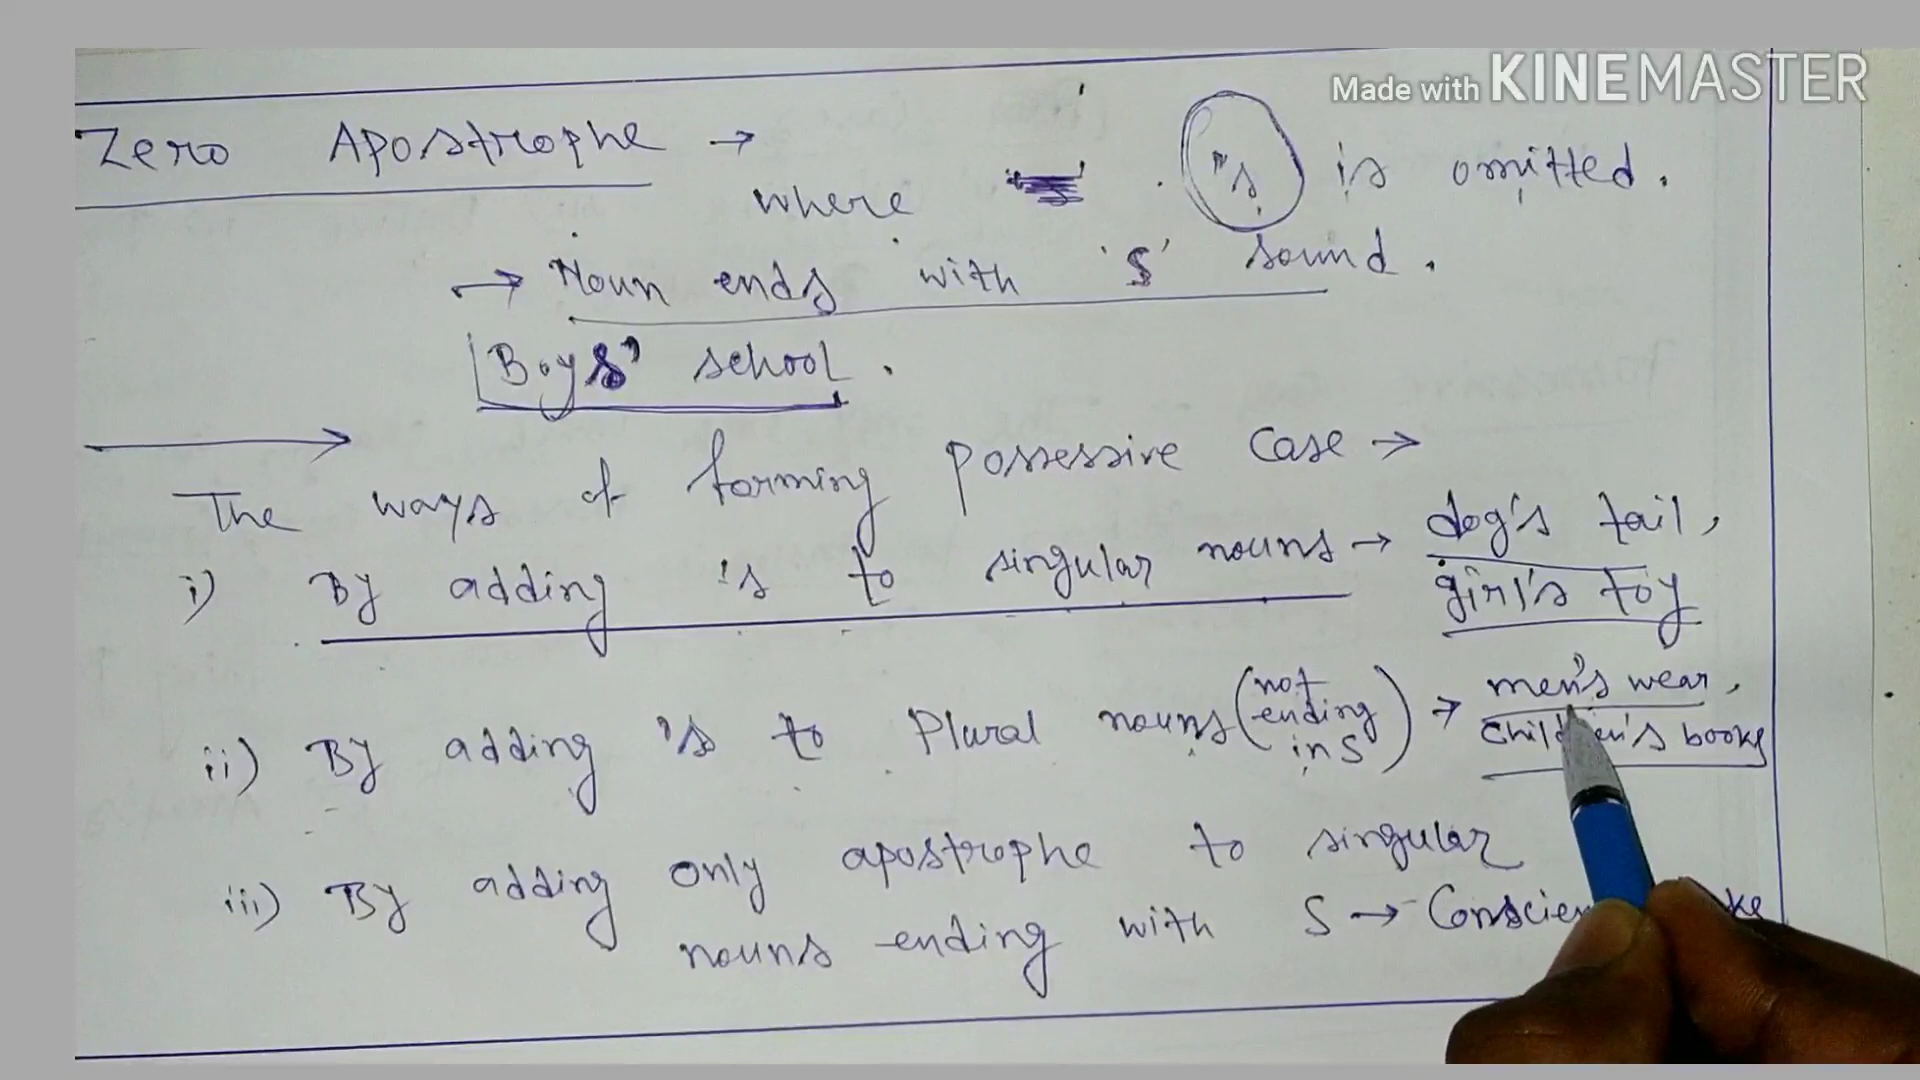 Made with KINEMASTER
Zero Apostrophe → where 's is omitted.
→ Noun ends with 's' sound.
Boys' school.
The ways of forming possessive case →
i) By adding 's to singular nouns → dog's tail,
girl's toy
ii) By adding 's to Plural nouns (not ending in s) → men's wear,
children's books
iii) By adding only apostrophe to singular
nouns ending with S →